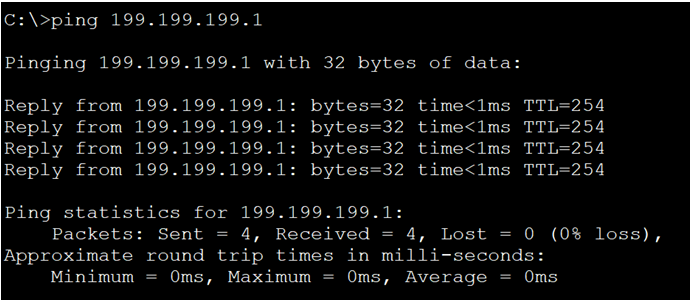 C:\>ping 199.199.199.1
Pinging 199.199.199.1 with 32 bytes of data:
Reply from 199.199.199.1: bytes=32 time<1ms TTL=254
Reply from 199.199.199.1: bytes=32 time<1ms TTL=254
Reply from 199.199.199.1: bytes=32 time<1ms TTL=254
Reply from 199.199.199.1: bytes=32 time<1ms TTL=254
Ping statistics for 199.199.199.1:
    Packets: Sent = 4, Received = 4, Lost = 0 (0% loss),
Approximate round trip times in milli-seconds:
    Minimum = 0ms, Maximum = 0ms, Average = 0ms